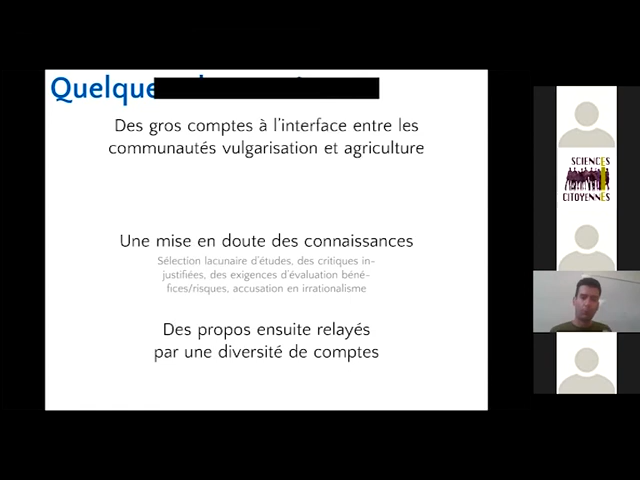 Quelque
Des gros comptes à l'interface entre les
communautés vulgarisation et agriculture
Une mise en doute des connaissances
Sélection lacunaire d'études, des critiques in-
justifiées, des exigences d'évaluation béné-
fices/risques, accusation en irrationalisme
Des propos ensuite relayés
par une diversité de comptes
SCIENCES
CITOYENNES